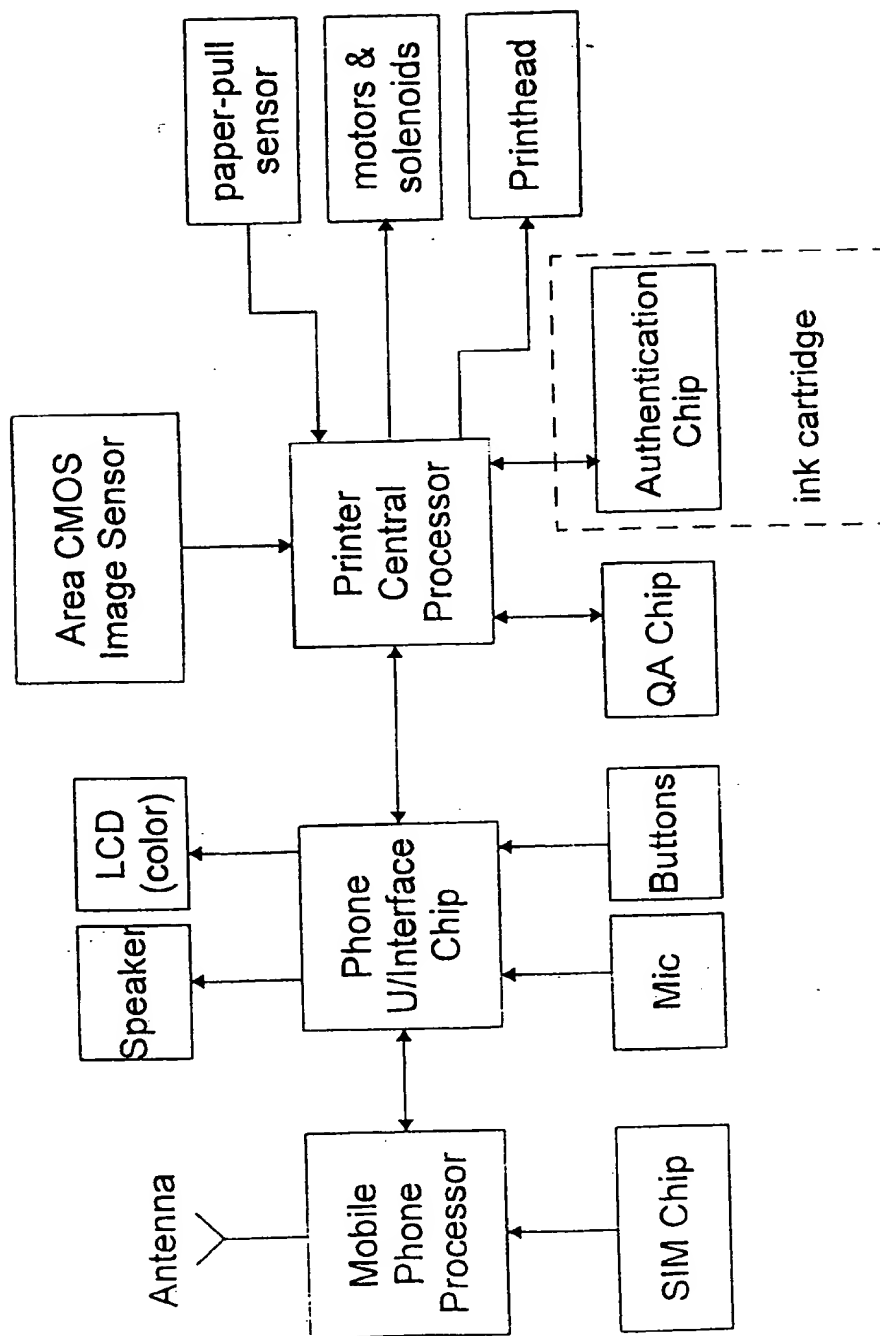 Antenna
Mobile
Phone
Processor
SIM Chip
Speaker
LCD
(color)
Phone
U/Interface
Chip
Mic
Buttons
Area CMOS
Image Sensor
Printer
Central
Processor
QA Chip
Authentication
Chip
ink cartridge
paper-pull
sensor
motors &
solenoids
Printhead